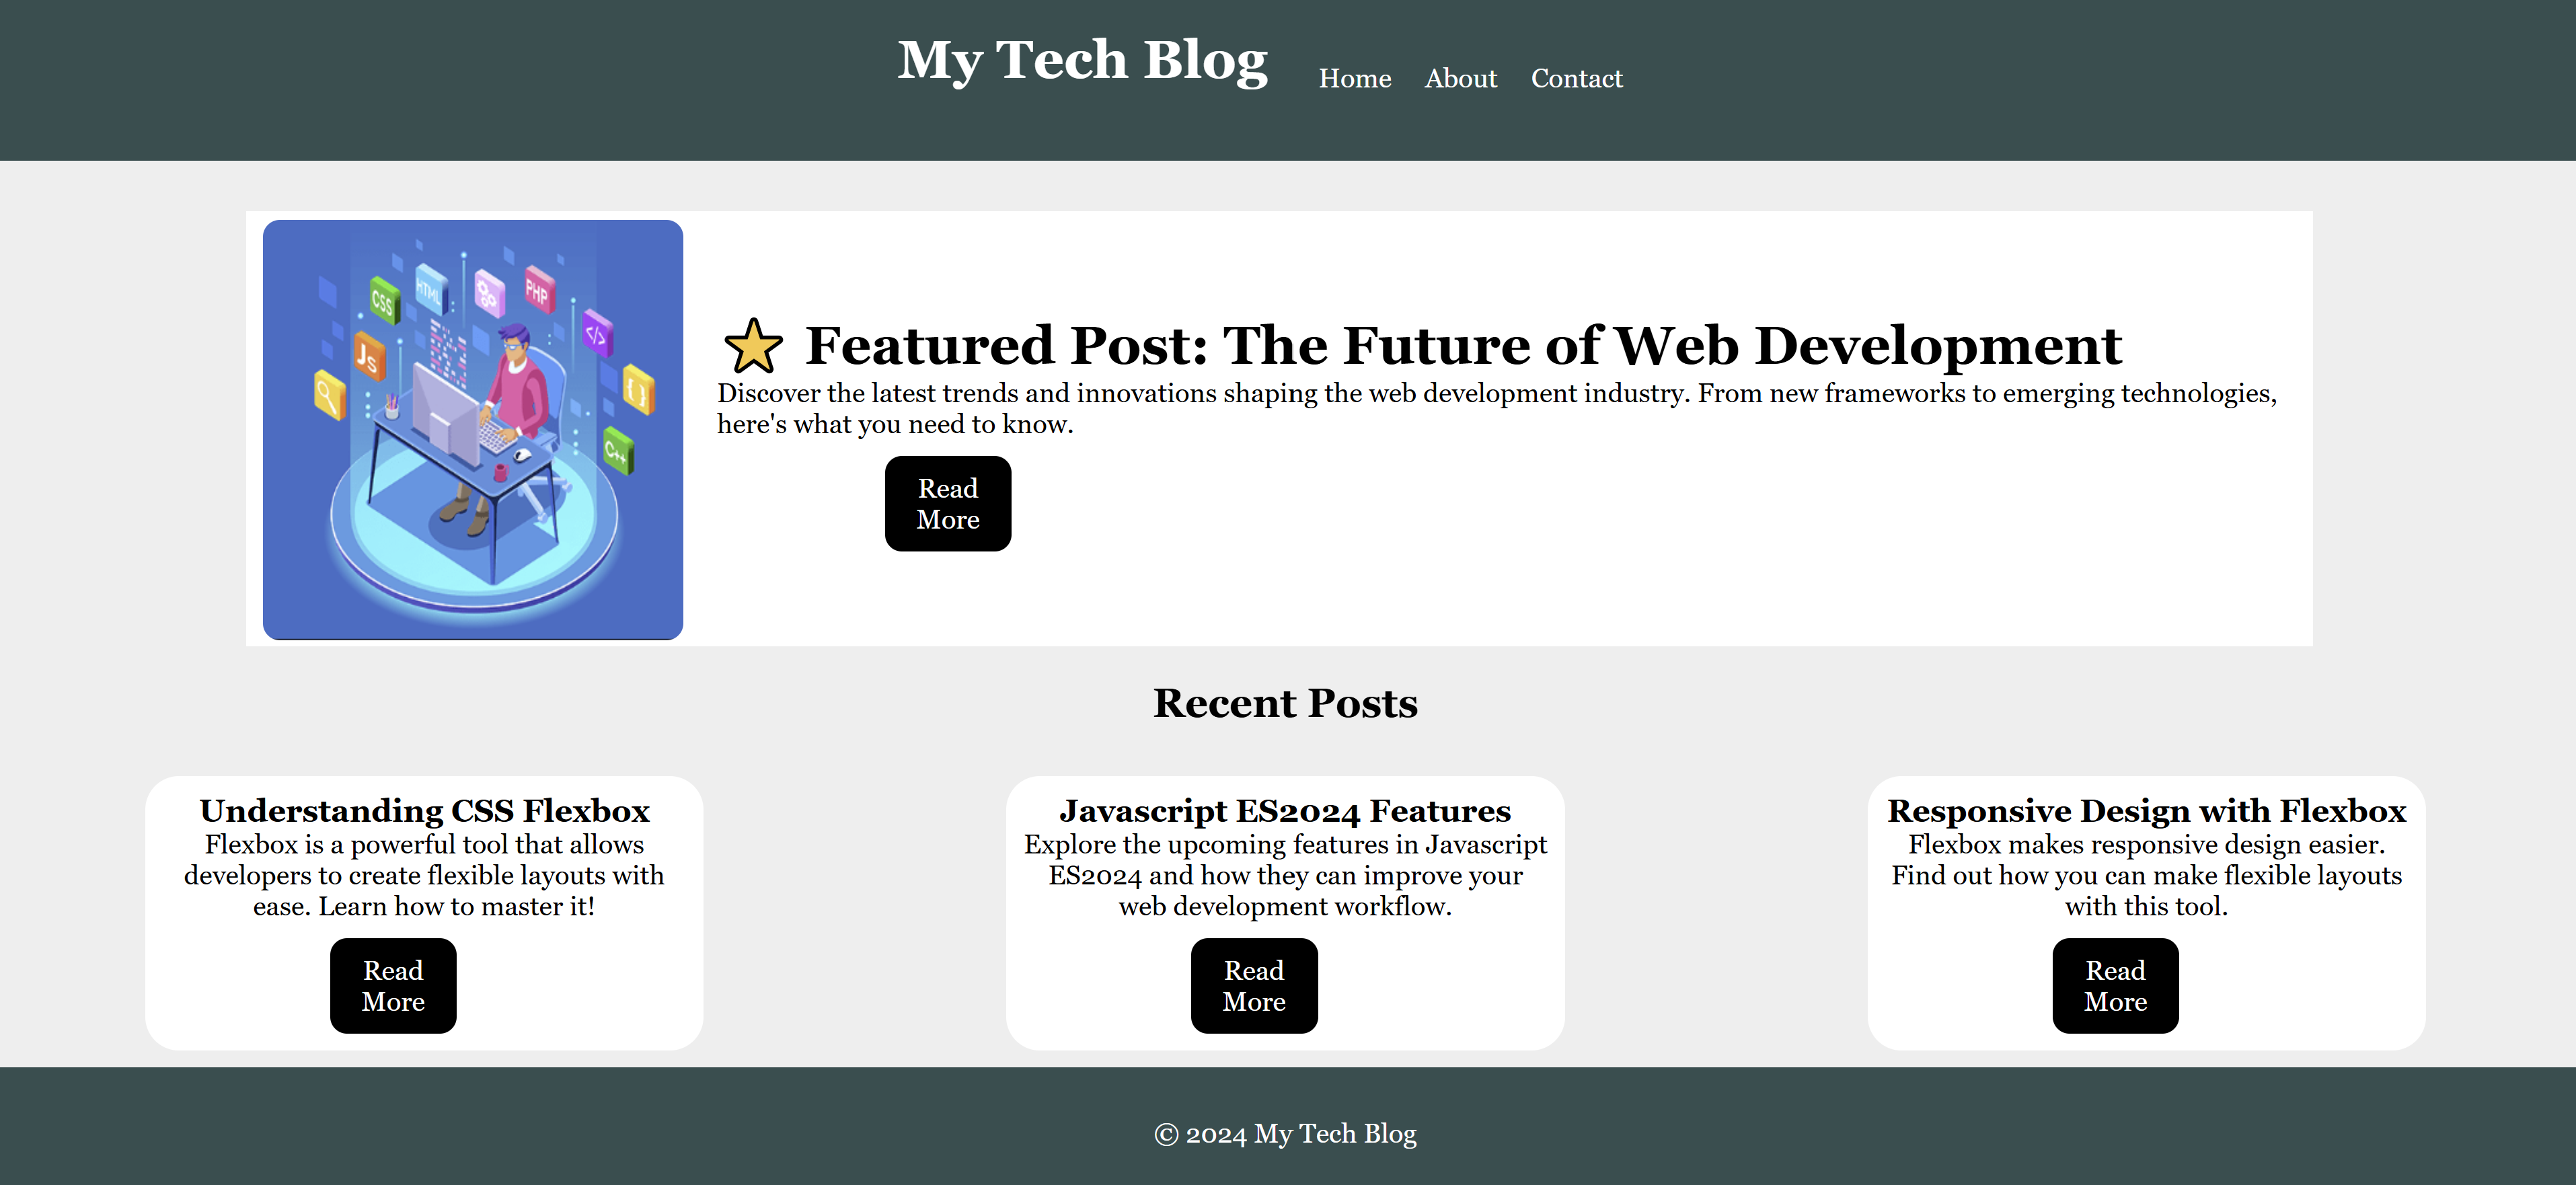 My Tech Blog
Home About Contact
CSS
HTML
PHP
</>
JS
{ }
C++
Featured Post: The Future of Web Development
Discover the latest trends and innovations shaping the web development industry. From new frameworks to emerging technologies,
here's what you need to know.
Read
More
Recent Posts
Understanding CSS Flexbox
Flexbox is a powerful tool that allows
developers to create flexible layouts with
ease. Learn how to master it!
Read
More
Javascript ES2024 Features
Explore the upcoming features in Javascript
ES2024 and how they can improve your
web development workflow.
Read
More
Responsive Design with Flexbox
Flexbox makes responsive design easier.
Find out how you can make flexible layouts
with this tool.
Read
More
© 2024 My Tech Blog